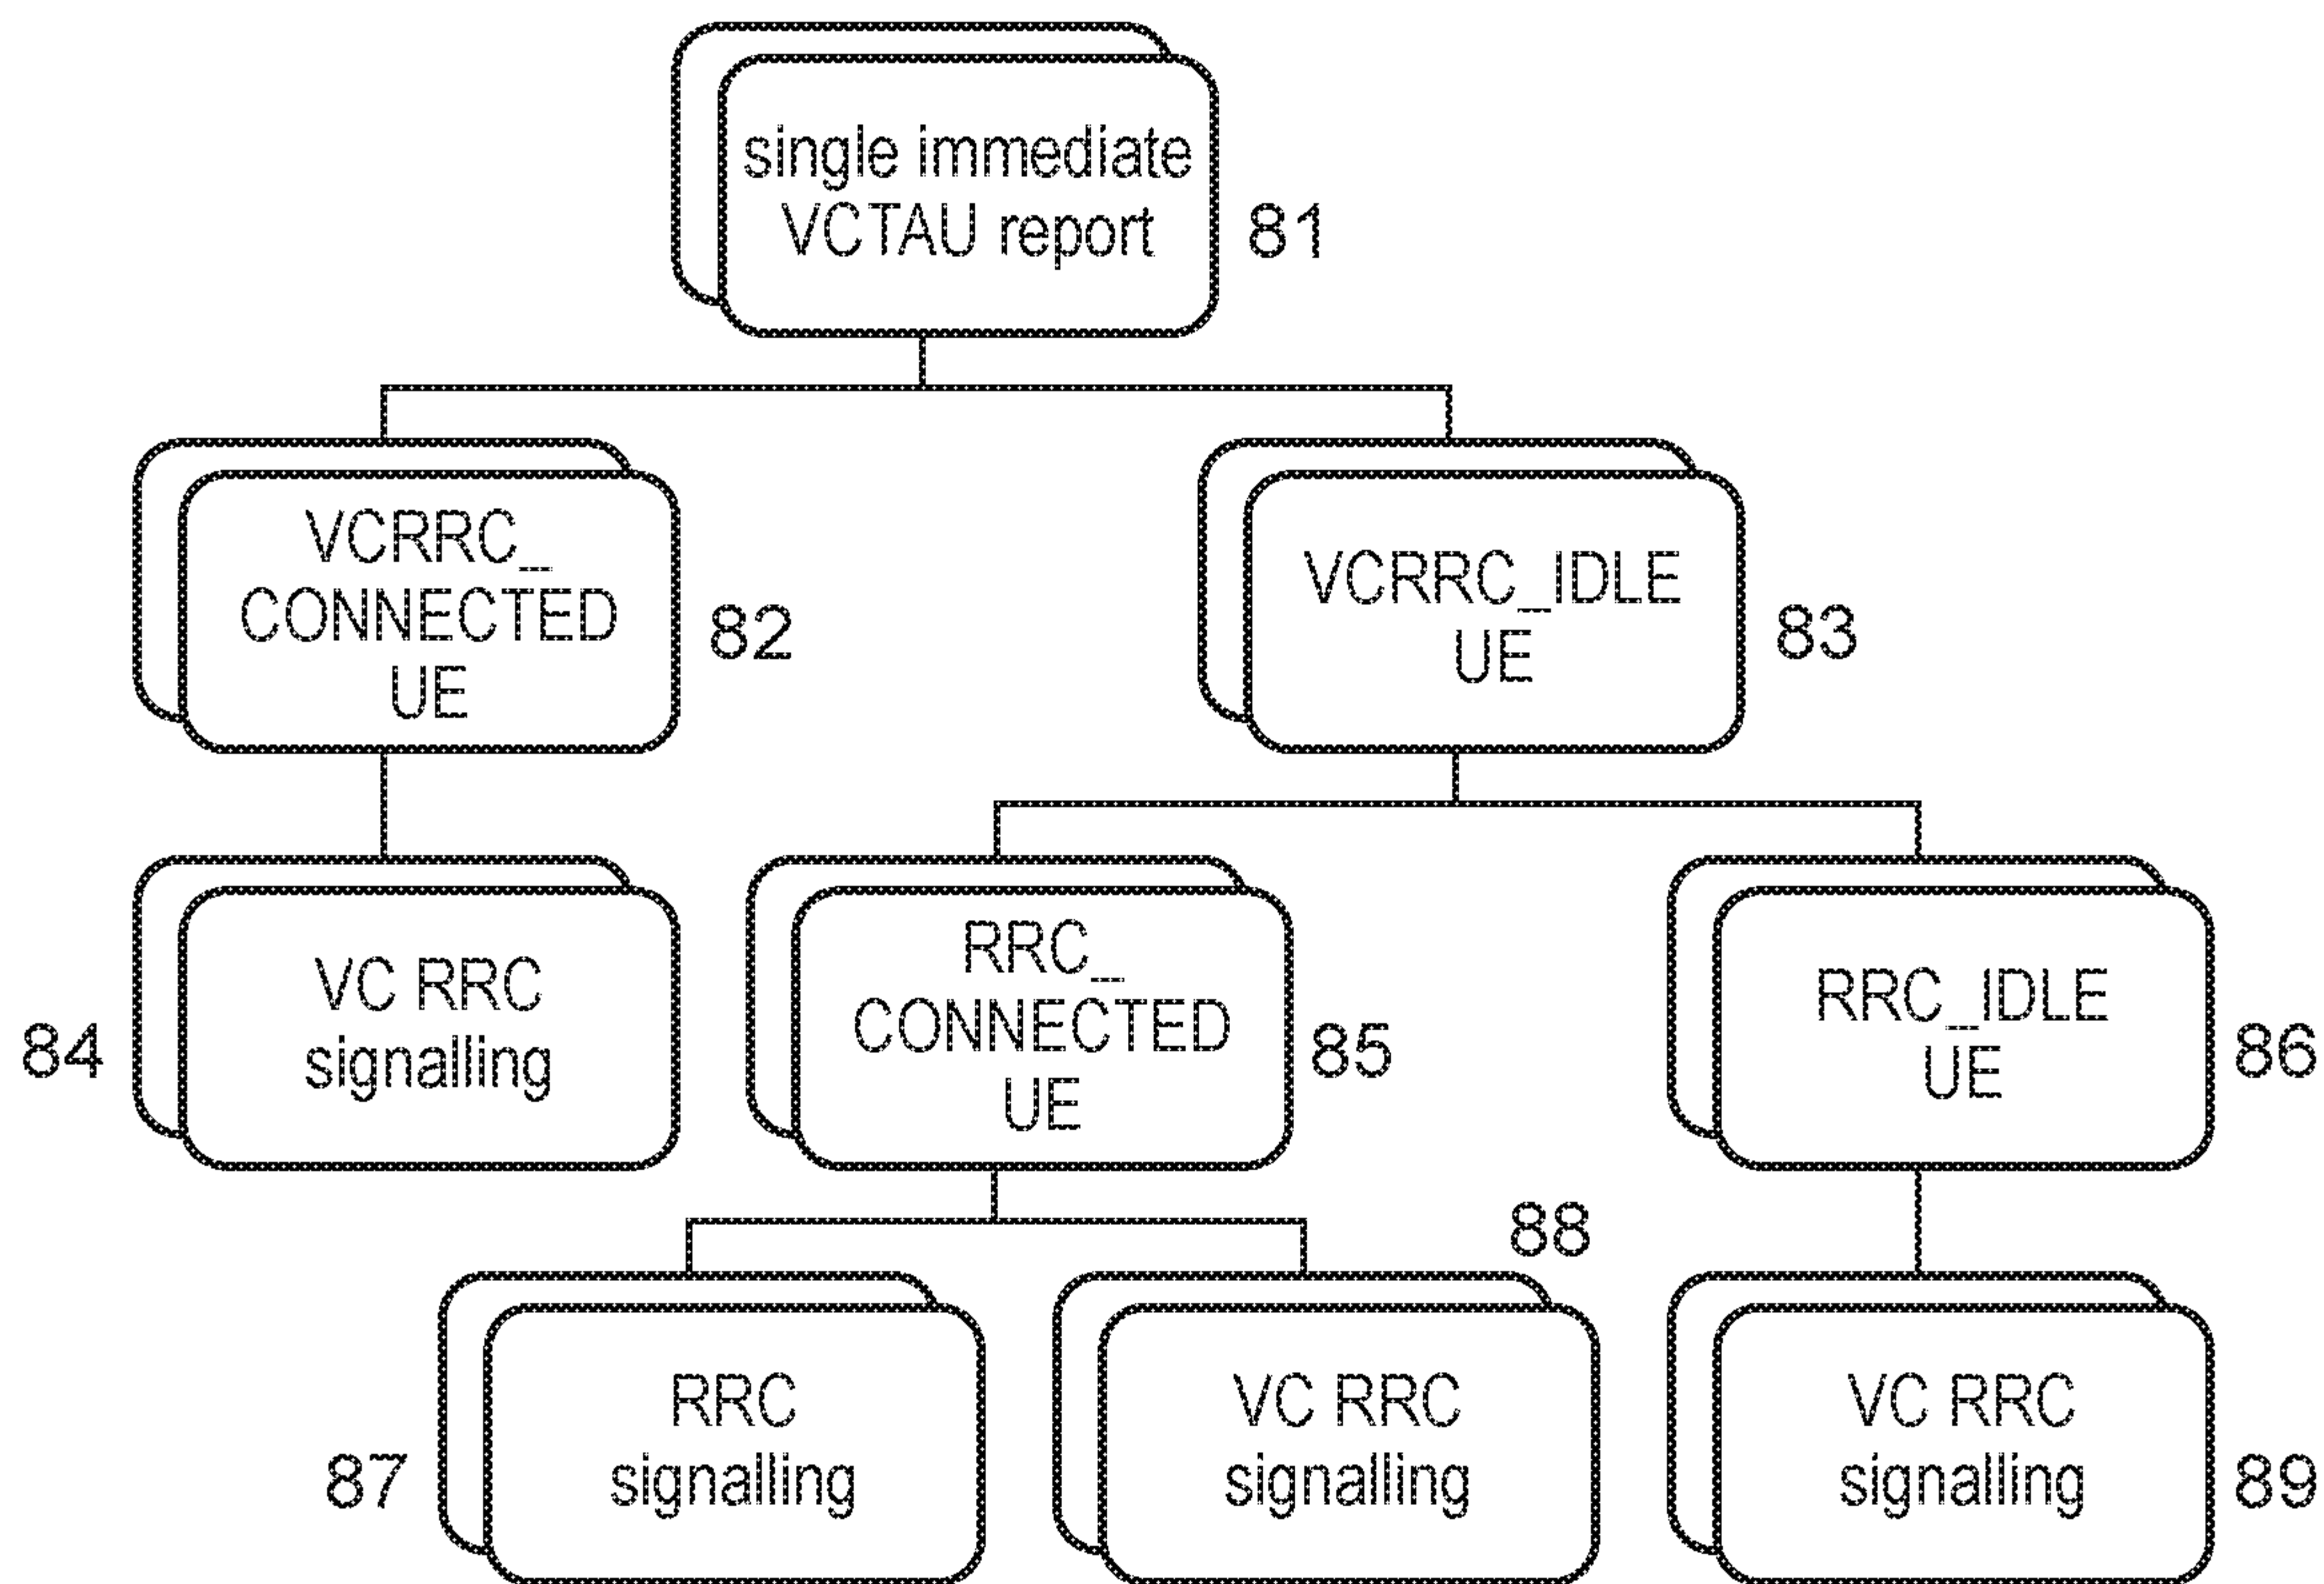 single immediate
VCTAU report
81
VCRRC_
CONNECTED
UE
82
VCRRC_IDLE
UE
83
VC RRC
signalling
84
RRC_
CONNECTED
UE
85
RRC_IDLE
UE
86
RRC
signalling
87
VC RRC
signalling
88
VC RRC
signalling
89